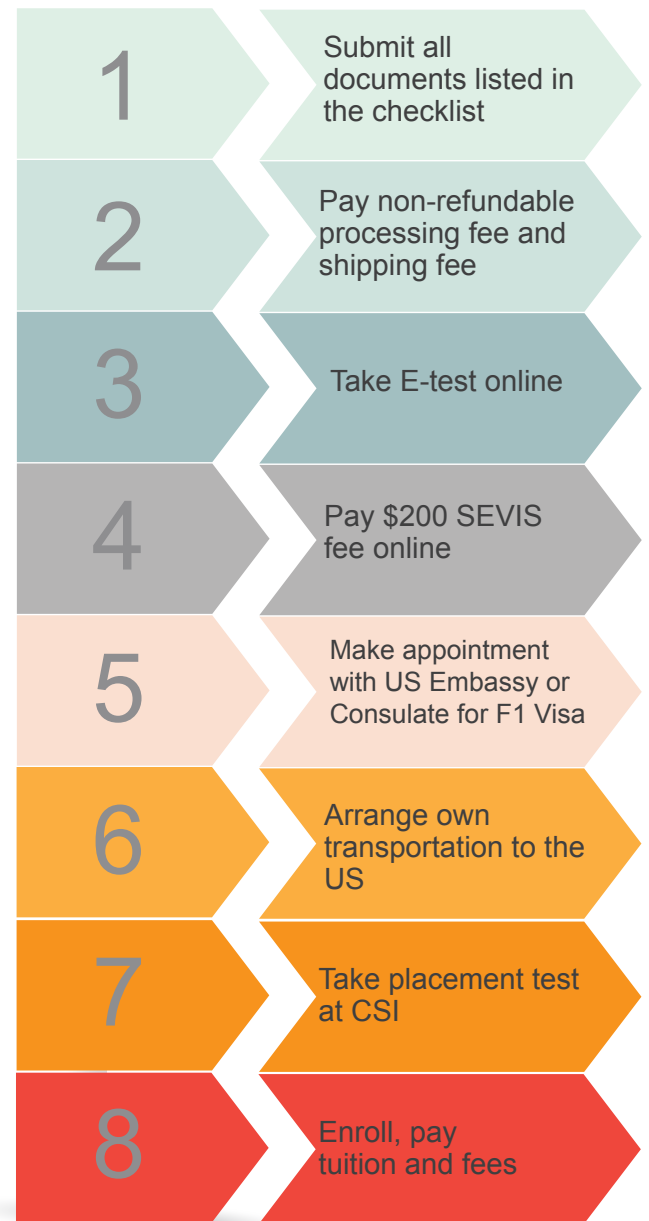 1
Submit all
documents listed in
the checklist
2
Pay non-refundable
processing fee and
shipping fee
3
Take E-test online
4
Pay $200 SEVIS
fee online
5
Make appointment
with US Embassy or
Consulate for F1 Visa
6
Arrange own
transportation to the
US
7
Take placement test
at CSI
8
Enroll, pay
tuition and fees